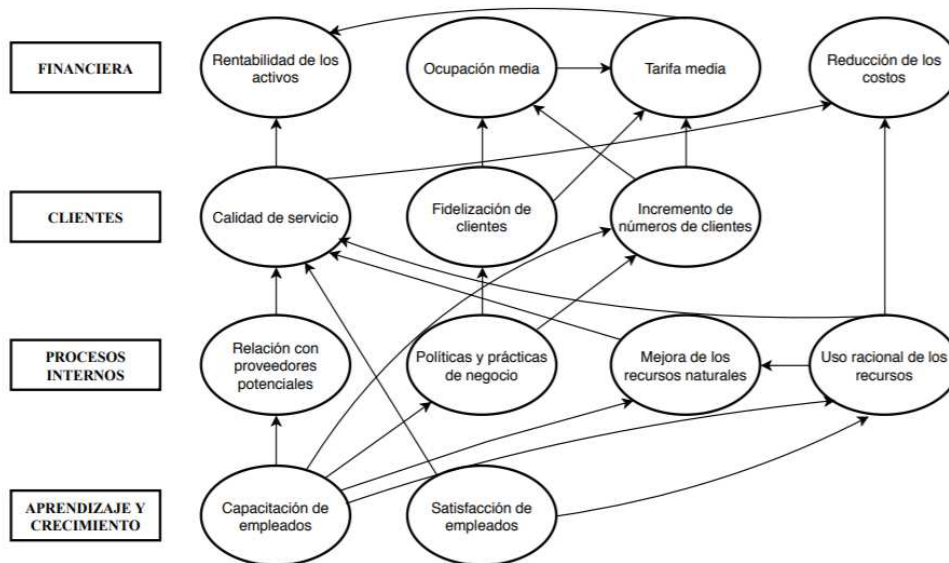 FINANCIERA
Rentabilidad de los
activos
Ocupación media
Tarifa media
Reducción de los
costos
CLIENTES
Calidad de servicio
Fidelización de
clientes
Incremento de
números de clientes
PROCESOS
INTERNOS
Relación con
proveedores
potenciales
Políticas y prácticas
de negocio
Mejora de los
recursos naturales
Uso racional de los
recursos
APRENDIZAJE Y
CRECIMIENTO
Capacitación de
empleados
Satisfacción de
empleados